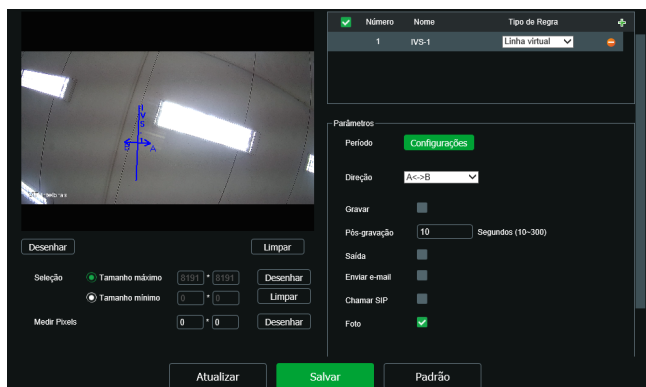 Número Nome Tipo de Regra
1 IVS-1 Linha virtual
IVS-1
B A
Desenhar Limpar
Seleção Tamanho máximo 8191 * 8191 Desenhar
Tamanho mínimo 0 * 0 Limpar
Medir Pixels 0 * 0 Desenhar
Parâmetros
Período Configurações
Direção A<->B
Gravar
Pós-gravação 10 Segundos (10~300)
Saída
Enviar e-mail
Chamar SIP
Foto
Atualizar Salvar Padrão